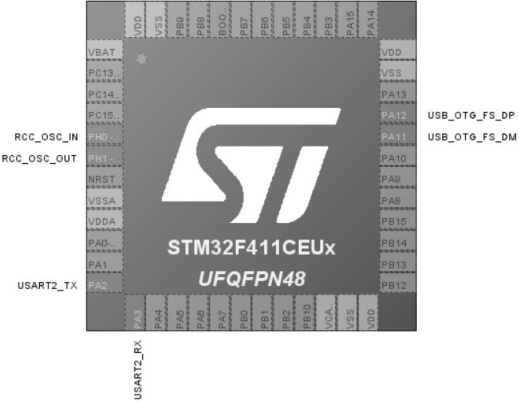 VDD VSS PB9 PB8 BOO.. PB7 PB6 PB5 PB4 PB3 PA15 PA14
VBAT VDD
PC13.. VSS
PC14.. PA13
PC15.. PA12 USB_OTG_FS_DP
RCC_OSC_IN PH0 -.. PA11 USB_OTG_FS_DM
RCC_OSC_OUT PH1 -.. PA10
NRST PA9
VSSA PA8
VDDA PB15
PA0-.. PB14
PA1 PB13
USART2_TX PA2 PB12
ST
STM32F411CEUx
UFQFPN48
PA3 PA4 PA5 PA6 PA7 PB0 PB1 PB2 PB10 VCA.. VSS VDD
USART2_RX